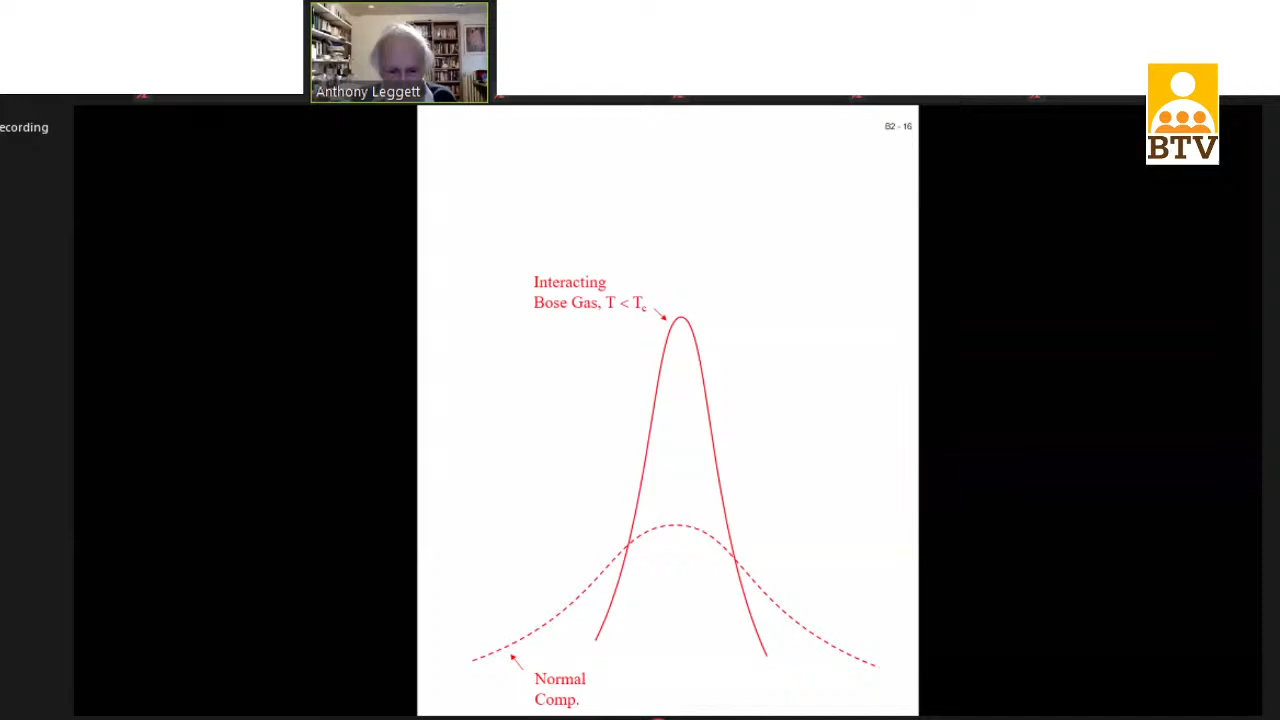 Anthony Leggett
ecording
B2 - 16
BTV
Interacting
Bose Gas, T < Tc
Normal
Comp.